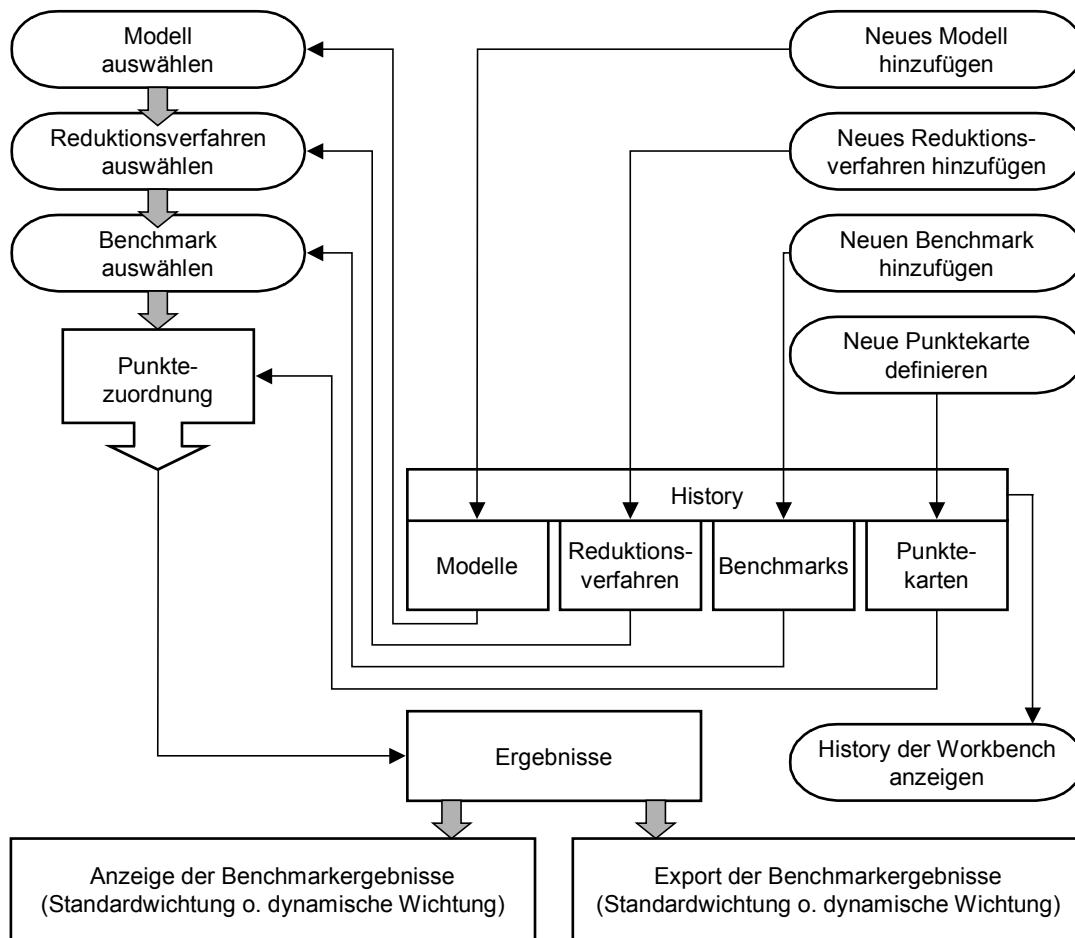 Modell
auswählen
Reduktionsverfahren
auswählen
Benchmark
auswählen
Punkte-
zuordnung
Neues Modell
hinzufügen
Neues Reduktions-
verfahren hinzufügen
Neuen Benchmark
hinzufügen
Neue Punktekarte
definieren
History
Modelle
Reduktions-
verfahren
Benchmarks
Punkte-
karten
Ergebnisse
History der Workbench
anzeigen
Anzeige der Benchmarkergebnisse
(Standardwichtung o. dynamische Wichtung)
Export der Benchmarkergebnisse
(Standardwichtung o. dynamische Wichtung)